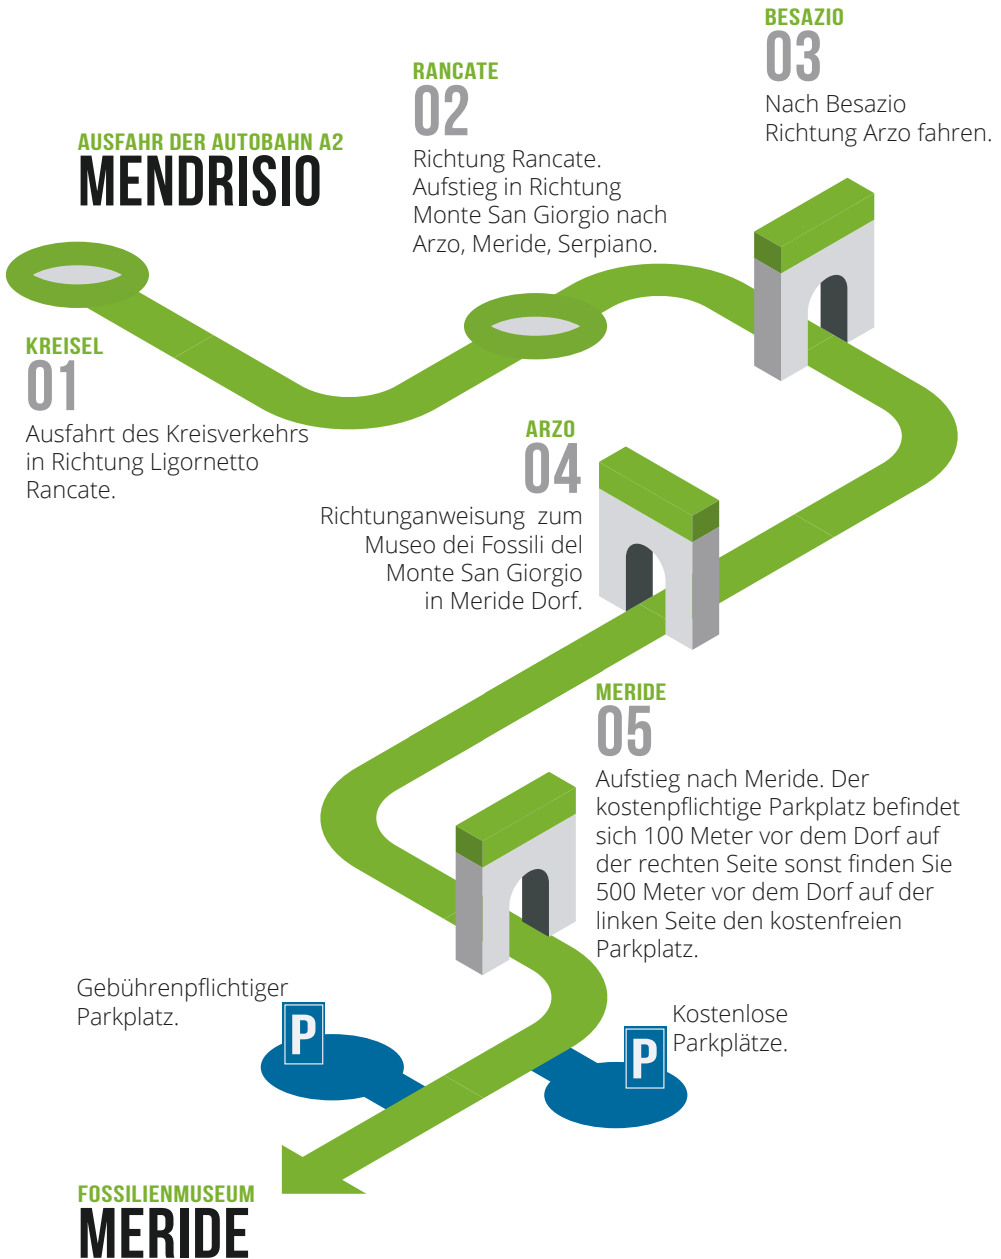 AUSFAHR DER AUTOBAHN A2
MENDRISIO
KREISEL
01
Ausfahrt des Kreisverkehrs
in Richtung Ligornetto
Rancate.
RANCATE
02
Richtung Rancate.
Aufstieg in Richtung
Monte San Giorgio nach
Arzo, Meride, Serpiano.
BESAZIO
03
Nach Besazio
Richtung Arzo fahren.
ARZO
04
Richtunganweisung zum
Museo dei Fossili del
Monte San Giorgio
in Meride Dorf.
MERIDE
05
Aufstieg nach Meride. Der
kostenpflichtige Parkplatz befindet
sich 100 Meter vor dem Dorf auf
der rechten Seite sonst finden Sie
500 Meter vor dem Dorf auf der
linken Seite den kostenfreien
Parkplatz.
Gebührenpflichtiger
Parkplatz.
P
Kostenlose
Parkplätze.
P
FOSSILIENMUSEUM
MERIDE